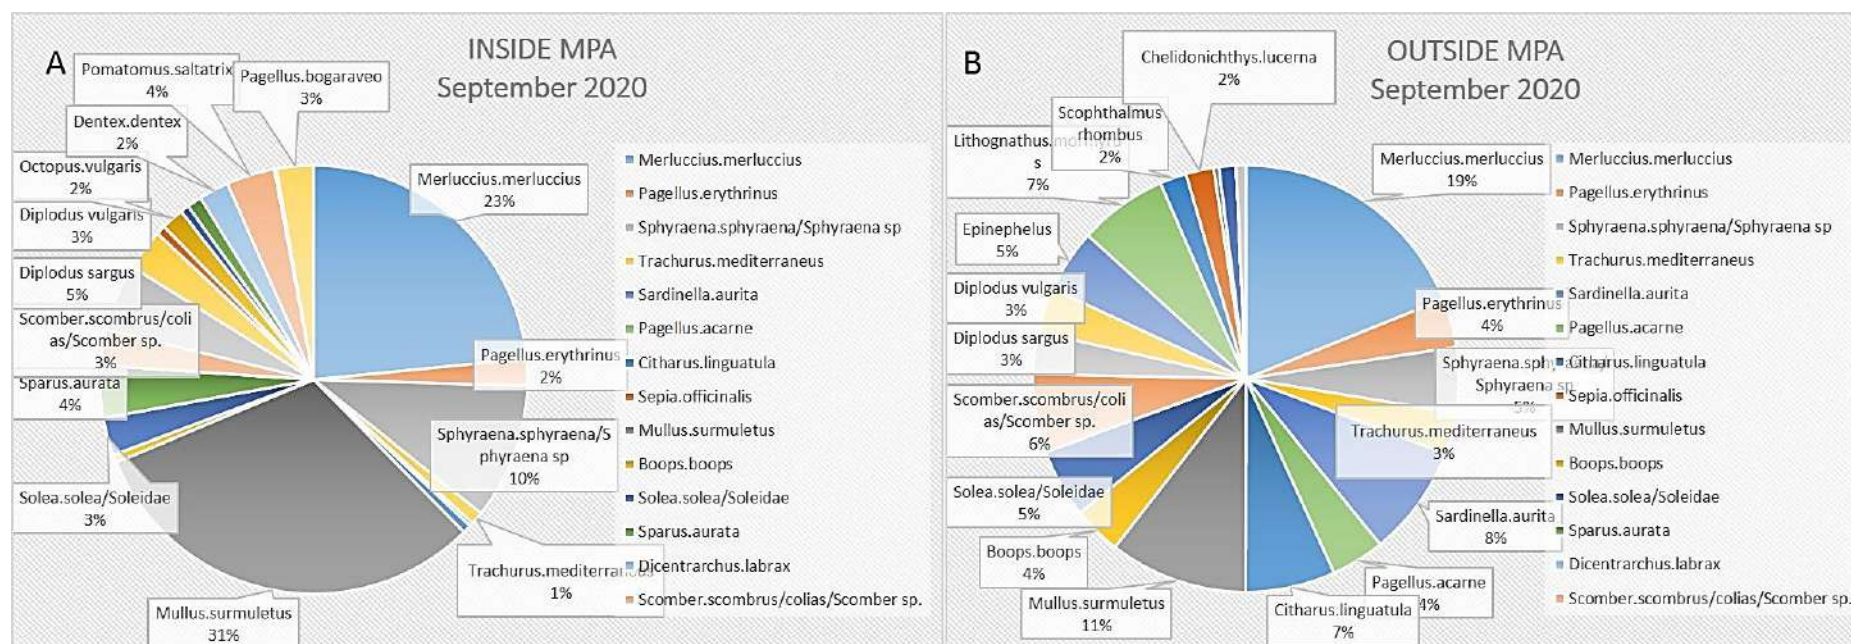 A
INSIDE MPA
September 2020
Pomatomus.saltatrix
4%
Pagellus.bogaraveo
3%
Dentex.dentex
2%
Octopus.vulgaris
2%
Diplodus vulgaris
3%
Diplodus sargus
5%
Scomber.scombrus/coli
as/Scomber sp.
3%
Sparus.aurata
4%
Solea.solea/Soleidae
3%
Mullus.surmuletus
31%
Merluccius.merluccius
23%
Pagellus.erythrinus
2%
Sphyraena.sphyraena/S
phyraena sp
10%
Trachurus.mediterraneus
1%
Merluccius.merluccius
Pagellus.erythrinus
Sphyraena.sphyraena/Sphyraena sp
Trachurus.mediterraneus
Sardinella.aurita
Pagellus.acarne
Citharus.linguatula
Sepia.officinalis
Mullus.surmuletus
Boops.boops
Solea.solea/Soleidae
Sparus.aurata
Dicentrarchus.labrax
Scomber.scombrus/colias/Scomber sp.
B
OUTSIDE MPA
September 2020
Chelidonichthys.lucerna
2%
Scophthalmus
rhombus
2%
s
7%
Epinephelus
5%
Diplodus vulgaris
3%
Diplodus sargus
3%
Scomber.scombrus/coli
as/Scomber sp.
6%
Solea.solea/Soleidae
5%
Boops.boops
4%
Mullus.surmuletus
11%
Citharus.linguatula
7%
Pagellus.acarne
4%
Sardinella.aurita
8%
Trachurus.mediterraneus
3%
Sphyraena sp
5%
Pagellus.erythrinus
4%
Merluccius.merluccius
19%
Merluccius.merluccius
Pagellus.erythrinus
Sphyraena.sphyraena/Sphyraena sp
Trachurus.mediterraneus
Sardinella.aurita
Pagellus.acarne
Citharus.linguatula
Sepia.officinalis
Mullus.surmuletus
Boops.boops
Solea.solea/Soleidae
Sparus.aurata
Dicentrarchus.labrax
Scomber.scombrus/colias/Scomber sp.